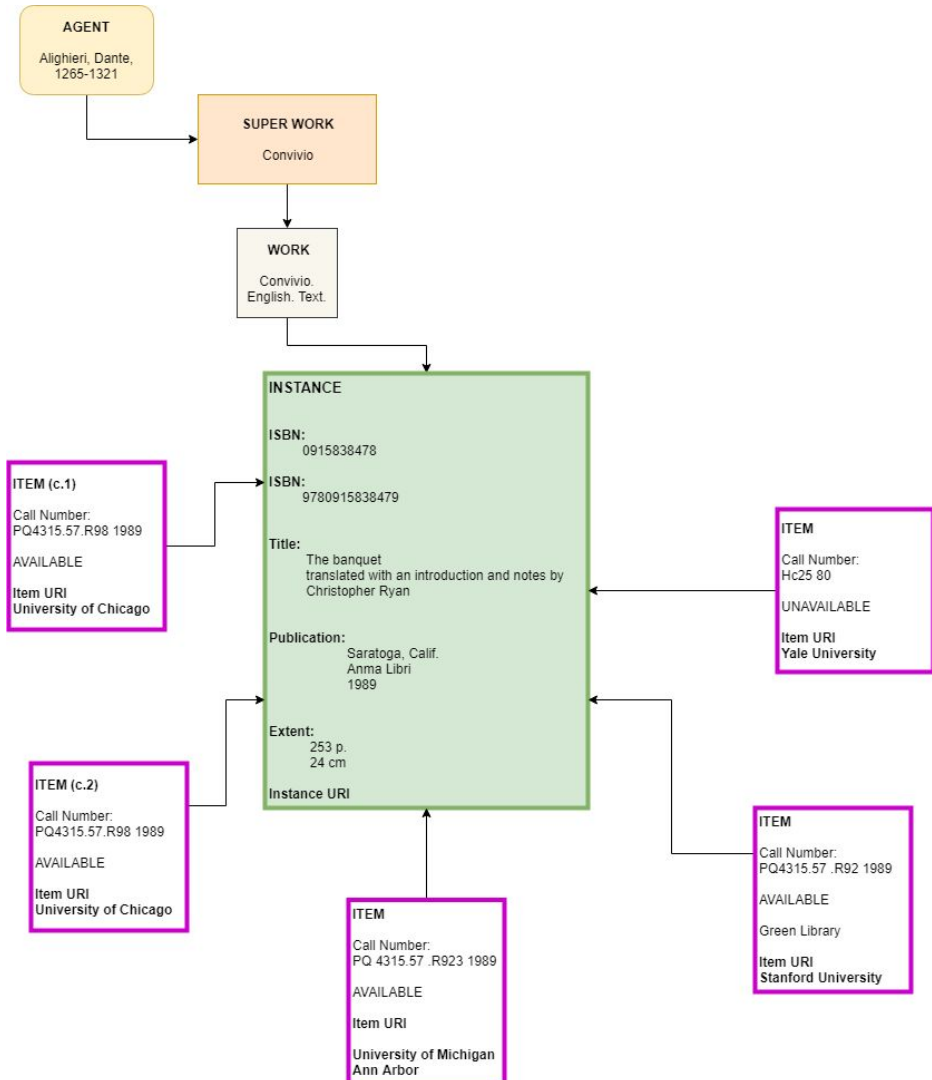 AGENT
Alighieri, Dante,
1265-1321
SUPER WORK
Convivio
WORK
Convivio.
English. Text.
INSTANCE
ISBN:
0915838478
ISBN:
9780915838479
Title:
The banquet
translated with an introduction and notes by
Christopher Ryan
Publication:
Saratoga, Calif.
Anma Libri
1989
Extent:
253 p.
24 cm
Instance URI
ITEM (c.1)
Call Number:
PQ4315.57.R98 1989
AVAILABLE
Item URI
University of Chicago
ITEM (c.2)
Call Number:
PQ4315.57.R98 1989
AVAILABLE
Item URI
University of Chicago
ITEM
Call Number:
PQ 4315.57 .R923 1989
AVAILABLE
Item URI
University of Michigan
Ann Arbor
ITEM
Call Number:
Hc25 80
UNAVAILABLE
Item URI
Yale University
ITEM
Call Number:
PQ4315.57 .R92 1989
AVAILABLE
Green Library
Item URI
Stanford University